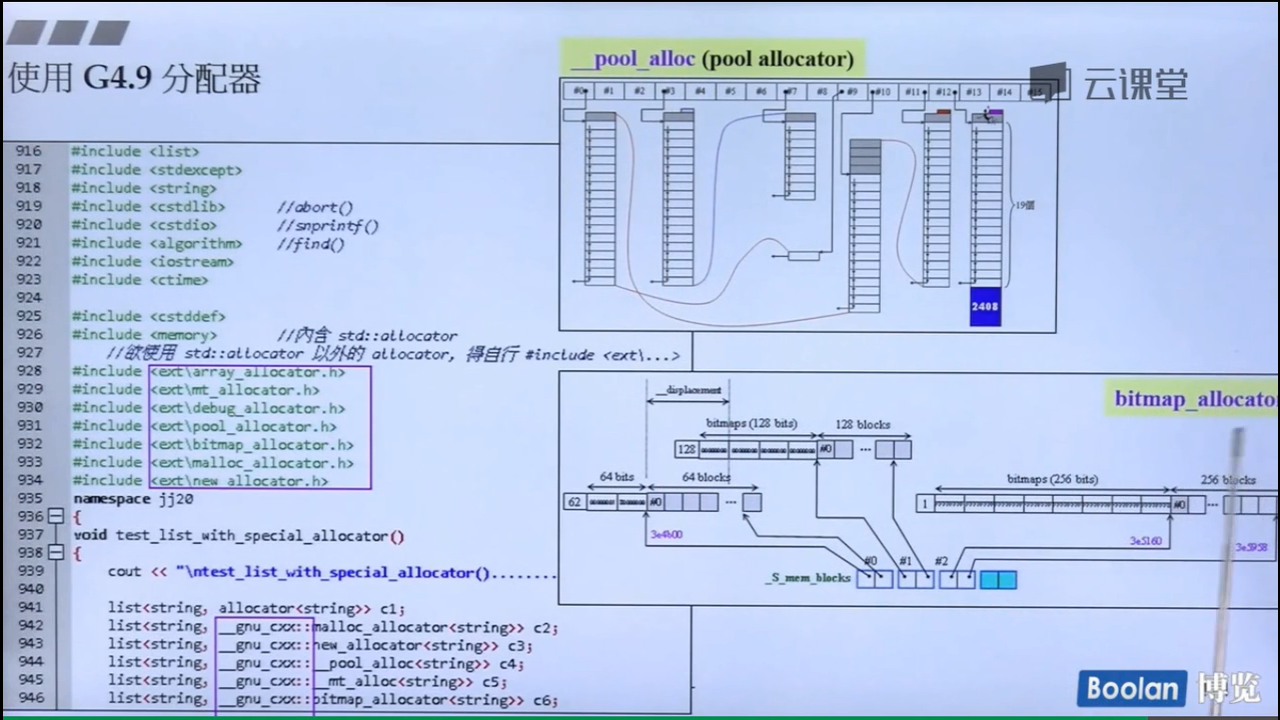 使用 G4.9 分配器
__pool_alloc (pool allocator)
云课堂
#0 #1 #2 #3 #4 #5 #6 #7 #8 #9 #10 #11 #12 #13 #14 #15
19個
2408
916 #include <list>
917 #include <stdexcept>
918 #include <string>
919 #include <cstdlib> //abort()
920 #include <cstdio> //snprintf()
921 #include <algorithm> //find()
922 #include <iostream>
923 #include <ctime>
924
925 #include <cstddef>
926 #include <memory> //內含 std::allocator
927 //欲使用 std::allocator 以外的 allocator, 得自行 #include <ext\...>
928 #include <ext\array_allocator.h>
929 #include <ext\mt_allocator.h>
930 #include <ext\debug_allocator.h>
931 #include <ext\pool_allocator.h>
932 #include <ext\bitmap_allocator.h>
933 #include <ext\malloc_allocator.h>
934 #include <ext\new_allocator.h>
935 namespace jj20
936 {
937 void test_list_with_special_allocator()
938 {
939 cout << "\ntest_list_with_special_allocator()........
940
941 list<string, allocator<string>> c1;
942 list<string, __gnu_cxx::malloc_allocator<string>> c2;
943 list<string, __gnu_cxx::new_allocator<string>> c3;
944 list<string, __gnu_cxx::__pool_alloc<string>> c4;
945 list<string, __gnu_cxx::__mt_alloc<string>> c5;
946 list<string, __gnu_cxx::bitmap_allocator<string>> c6;
bitmap_allocato
__displacement
bitmaps (128 bits) 128 blocks
128 #0 ...
64 bits 64 blocks
62 #0 ...
bitmaps (256 bits) 256 blocks
1 #0 ...
3e4b00
3e5160
3e5958
#0 #1 #2
_S_mem_blocks
Boolan 博览